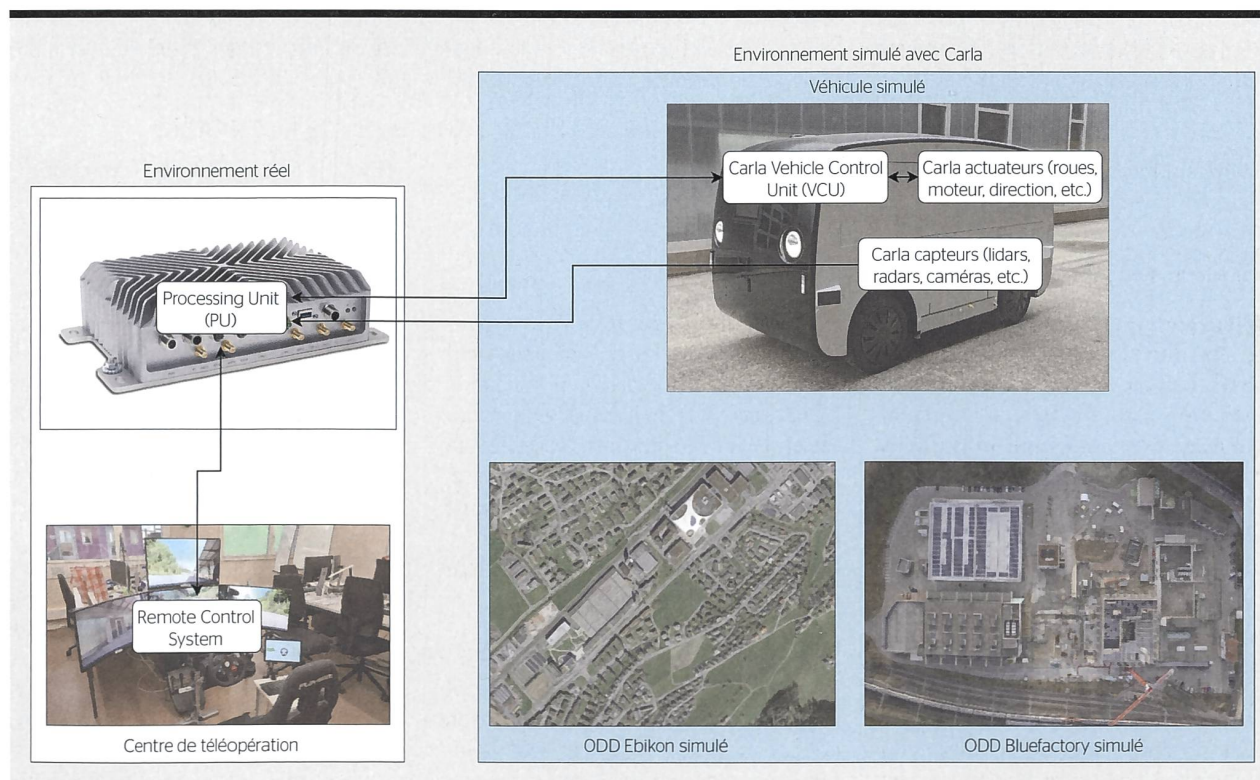 Environnement simulé avec Carla
Véhicule simulé
Carla Vehicle Control
Unit (VCU)
Carla actuateurs (roues,
moteur, direction, etc.)
Carla capteurs (lidars,
radars, caméras, etc.)
Environnement réel
Processing Unit
(PU)
Remote Control
System
Centre de téléopération
ODD Ebikon simulé
ODD Bluefactory simulé